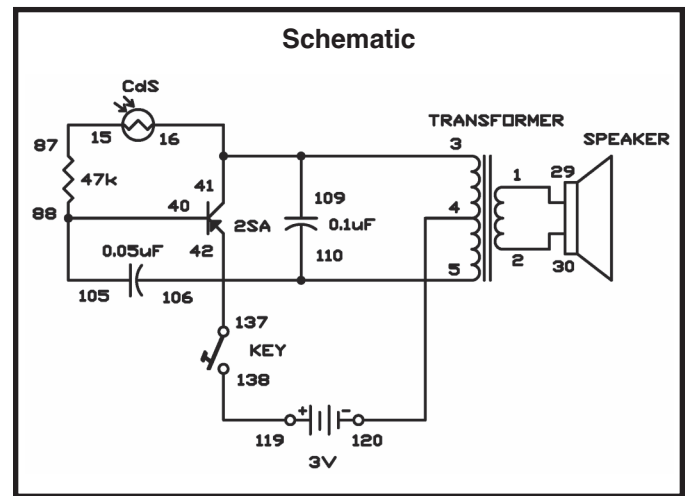 Schematic
CdS
TRANSFORMER
SPEAKER
87
15
16
3
47k
41
1
29
109
88
40
4
2SA
0.1uF
0.05uF
42
110
5
2
30
105
106
137
KEY
138
+
-
119
120
3V